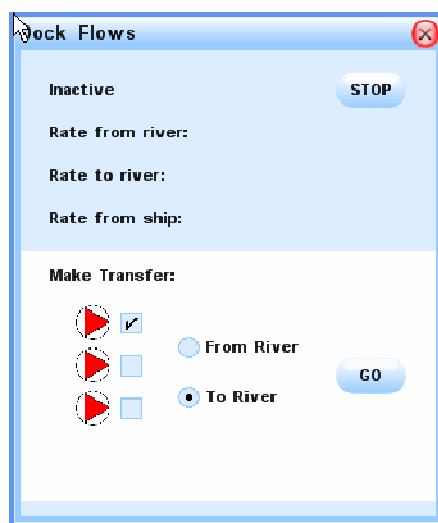 Dock Flows
Inactive
STOP
Rate from river:
Rate to river:
Rate from ship:
Make Transfer:
From River
GO
To River